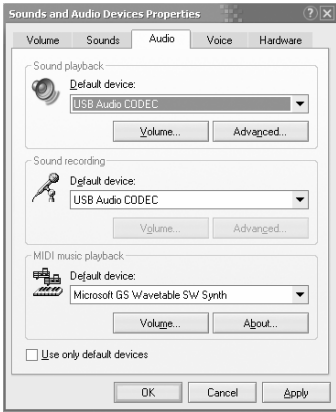 Sounds and Audio Devices Properties
Volume Sounds Audio Voice Hardware
Sound playback
Default device:
USB Audio CODEC
Volume... Advanced...
Sound recording
Default device:
USB Audio CODEC
Volume... Advanced...
MIDI music playback
Default device:
Microsoft GS Wavetable SW Synth
Volume... About...
Use only default devices
OK Cancel Apply